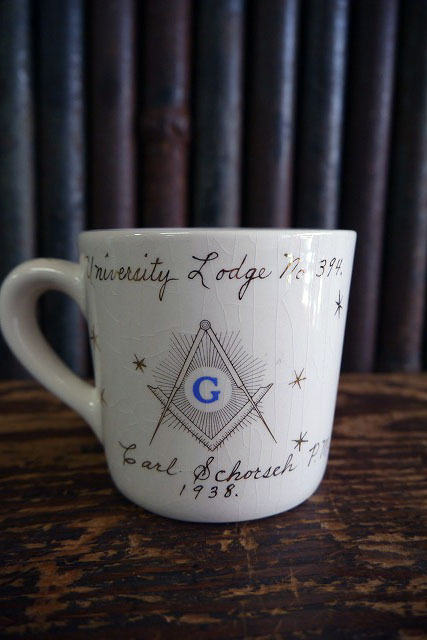 University Lodge No 394.
G
Carl Schorsch P.
1938.